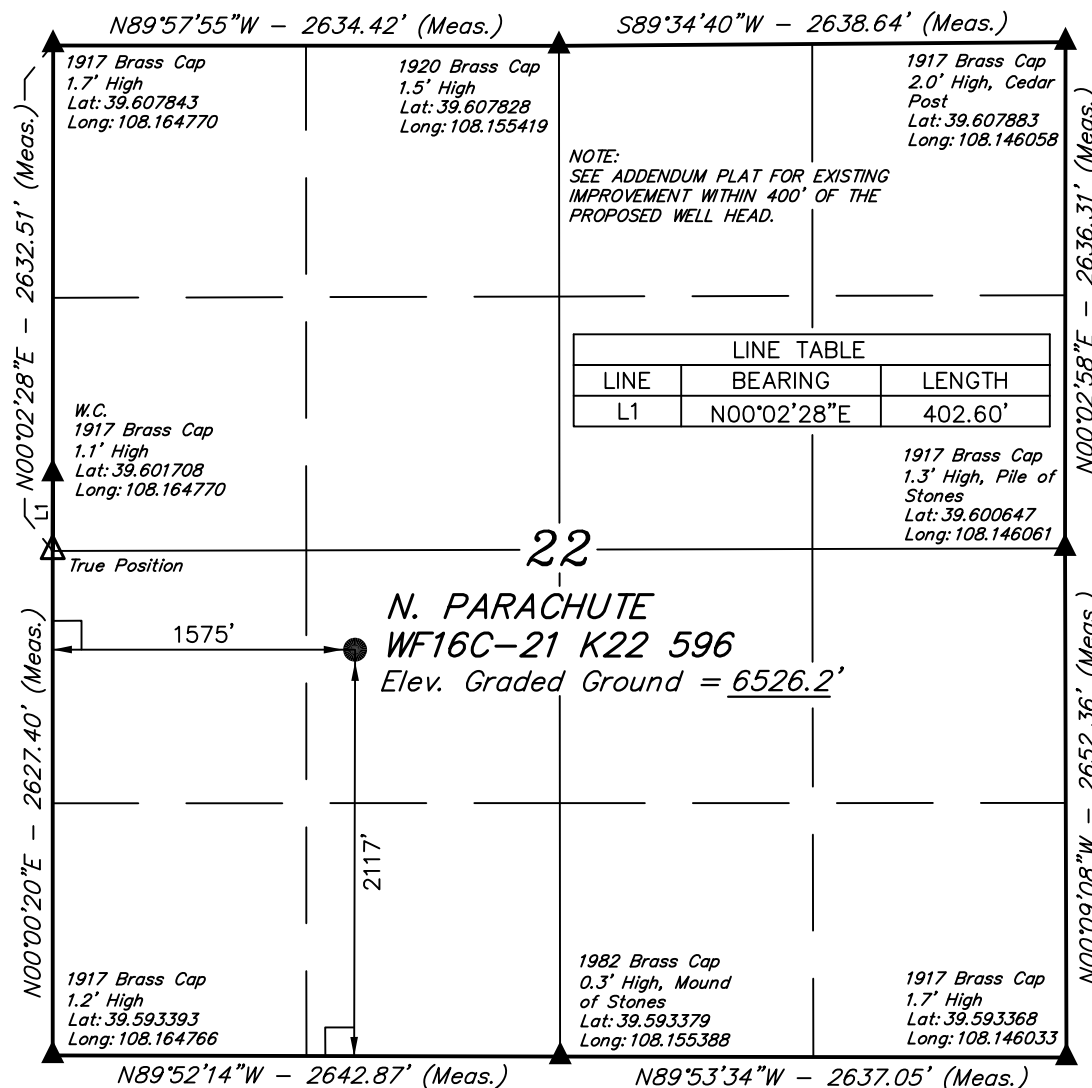 N89°57'55"W - 2634.42' (Meas.)
S89°34'40"W - 2638.64' (Meas.)
1917 Brass Cap
1.7' High
Lat: 39.607843
Long: 108.164770
1920 Brass Cap
1.5' High
Lat: 39.607828
Long: 108.155419
1917 Brass Cap
2.0' High, Cedar
Post
Lat: 39.607883
Long: 108.146058
NOTE:
SEE ADDENDUM PLAT FOR EXISTING
IMPROVEMENT WITHIN 400' OF THE
PROPOSED WELL HEAD.
N00°02'28"E - 2632.51' (Meas.)
N00°02'58"E - 2636.31' (Meas.)
LINE TABLE
LINE BEARING LENGTH
L1 N00°02'28"E 402.60'
W.C.
1917 Brass Cap
1.1' High
Lat: 39.601708
Long: 108.164770
1917 Brass Cap
1.3' High, Pile of
Stones
Lat: 39.600647
Long: 108.146061
L1
True Position
22
N. PARACHUTE
WF16C-21 K22 596
Elev. Graded Ground = 6526.2'
1575'
2117'
N00°00'20"E - 2627.40' (Meas.)
N00°09'08"W - 2652.36' (Meas.)
1917 Brass Cap
1.2' High
Lat: 39.593393
Long: 108.164766
1982 Brass Cap
0.3' High, Mound
of Stones
Lat: 39.593379
Long: 108.155388
1917 Brass Cap
1.7' High
Lat: 39.593368
Long: 108.146033
N89°52'14"W - 2642.87' (Meas.)
N89°53'34"W - 2637.05' (Meas.)